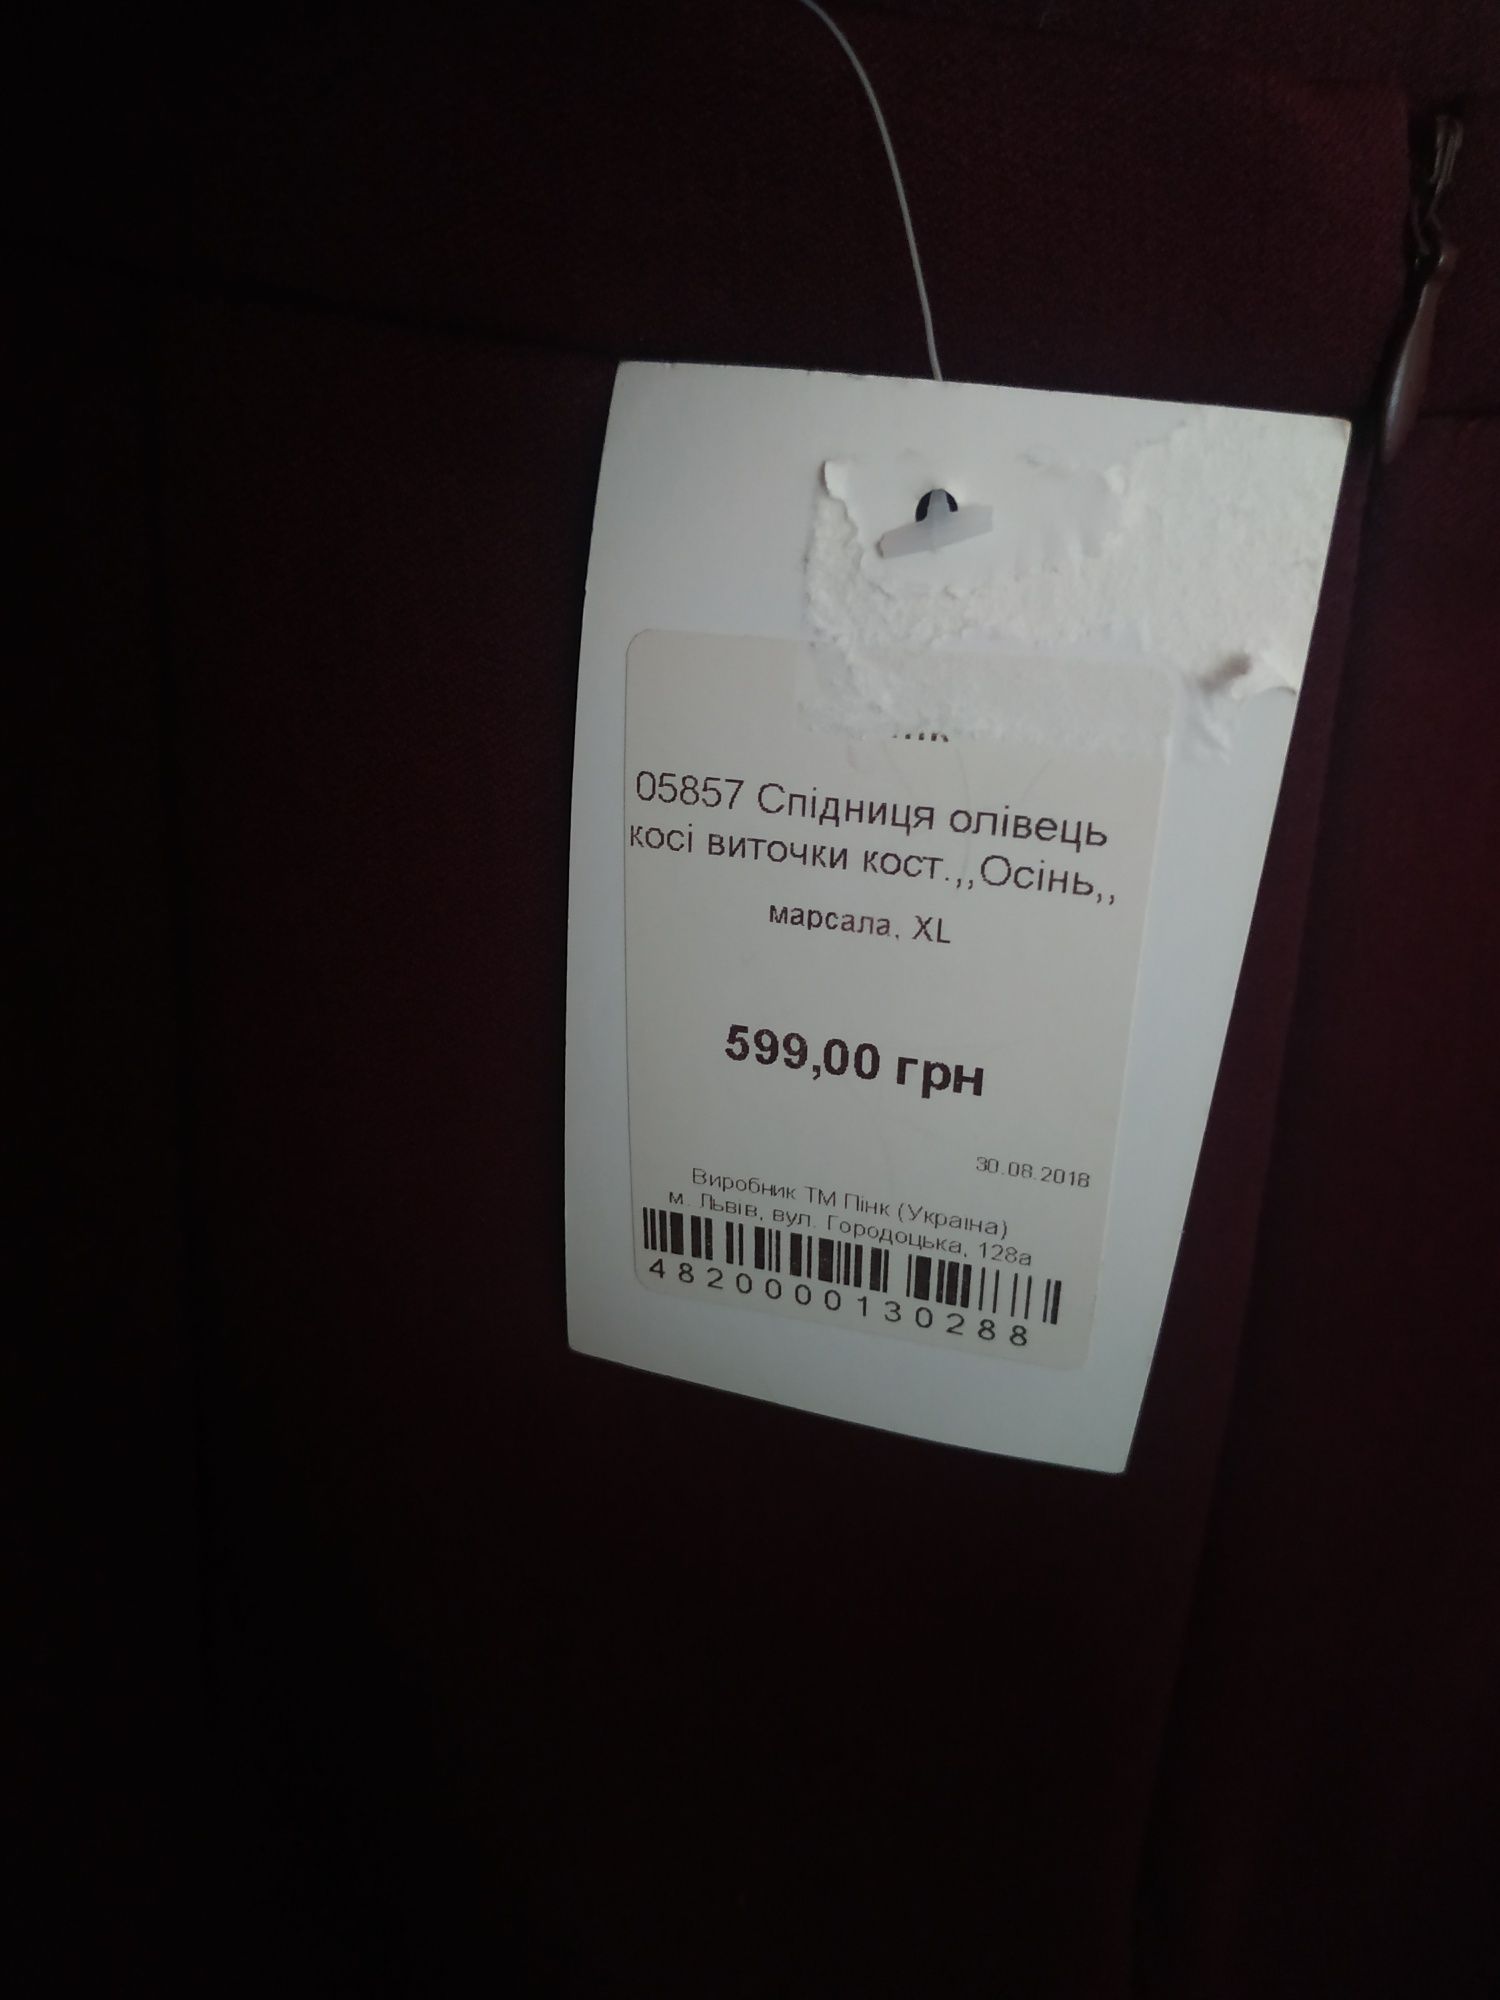 05857 Спідниця олівець
косі виточки кост.,,Осінь,,
марсала, XL
599,00 грн
30.08.2018
Виробник ТМ Пінк (Україна)
м. Львів, вул. Городоцька, 128а
4820000130288